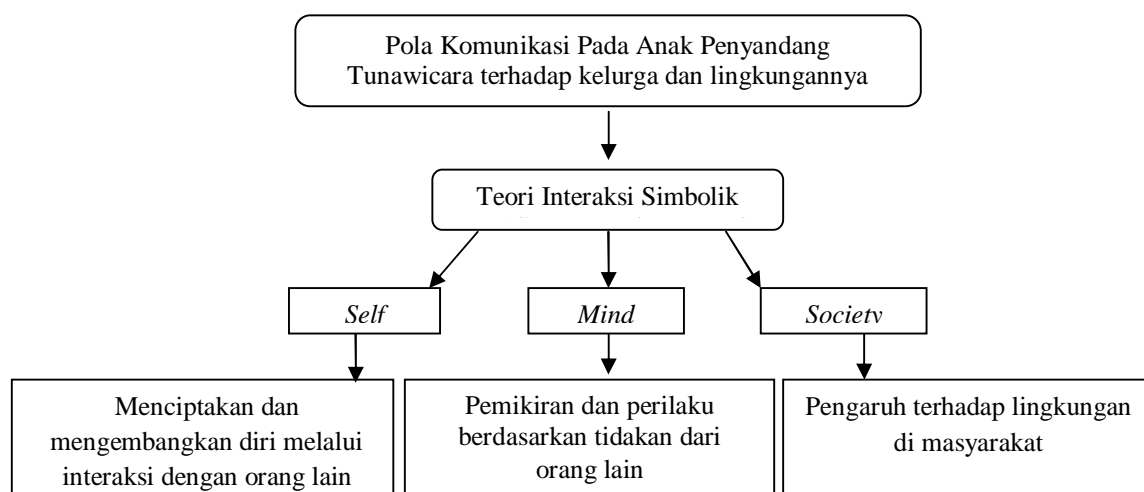 Pola Komunikasi Pada Anak Penyandang
Tunawicara terhadap kelurga dan lingkungannya
Teori Interaksi Simbolik
Self
Mind
Society
Menciptakan dan
mengembangkan diri melalui
interaksi dengan orang lain
Pemikiran dan perilaku
berdasarkan tidakan dari
orang lain
Pengaruh terhadap lingkungan
di masyarakat